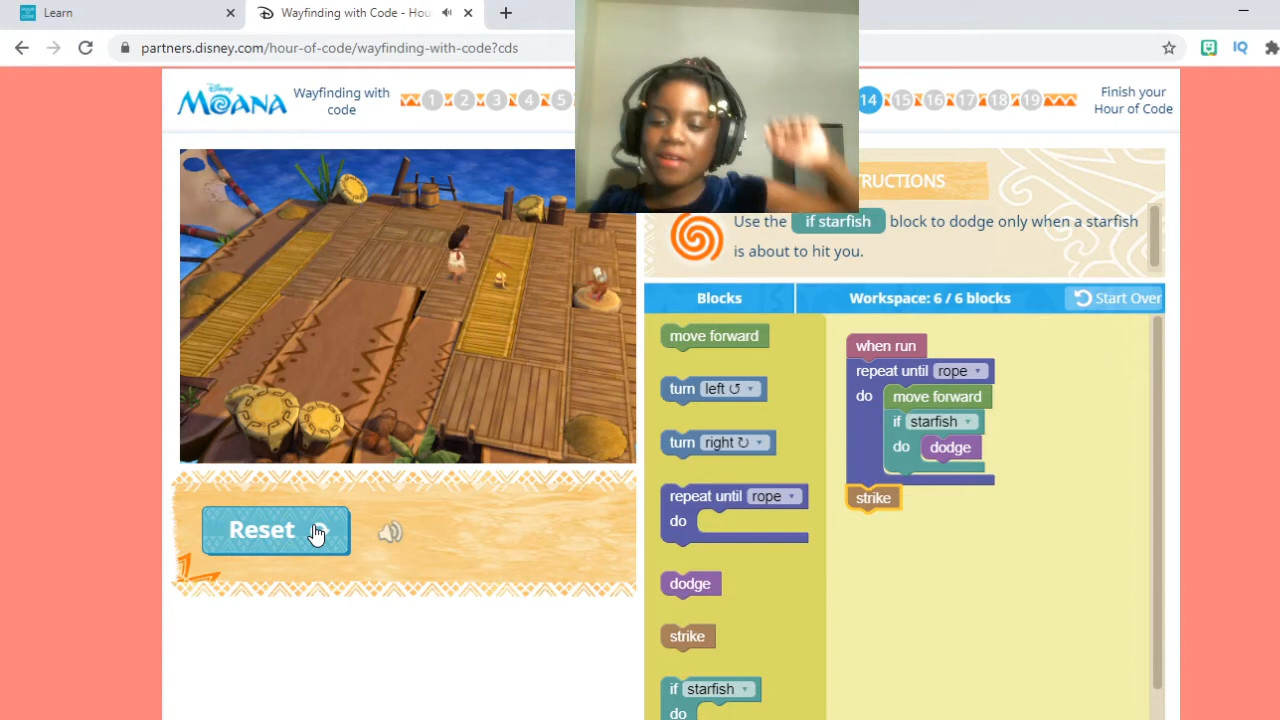 Learn
Wayfinding with Code - Hou
partners.disney.com/hour-of-code/wayfinding-with-code?cds
IQ
Disney
MOANA
Wayfinding with
code
1 2 3 4 5 14 15 16 17 18 19
Finish your
Hour of Code
RUCTIONS
Use the if starfish block to dodge only when a starfish
is about to hit you.
Blocks
Workspace: 6 / 6 blocks
Start Over
move forward
turn left
turn right
repeat until rope
do
dodge
strike
if starfish
do
when run
repeat until rope
do move forward
if starfish
do dodge
strike
Reset